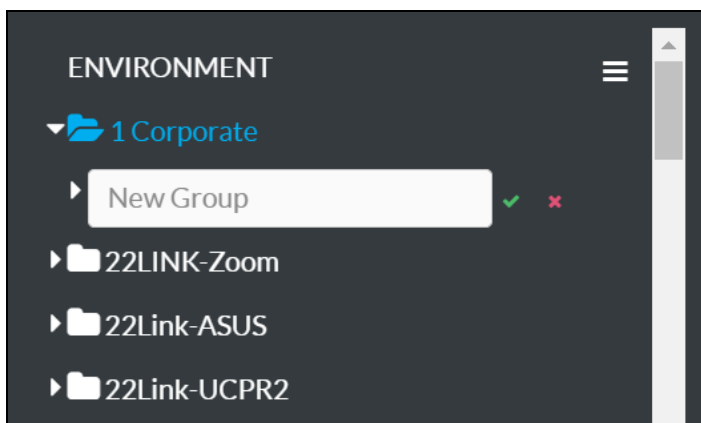 ENVIRONMENT
1 Corporate
New Group
22LINK-Zoom
22Link-ASUS
22Link-UCPR2